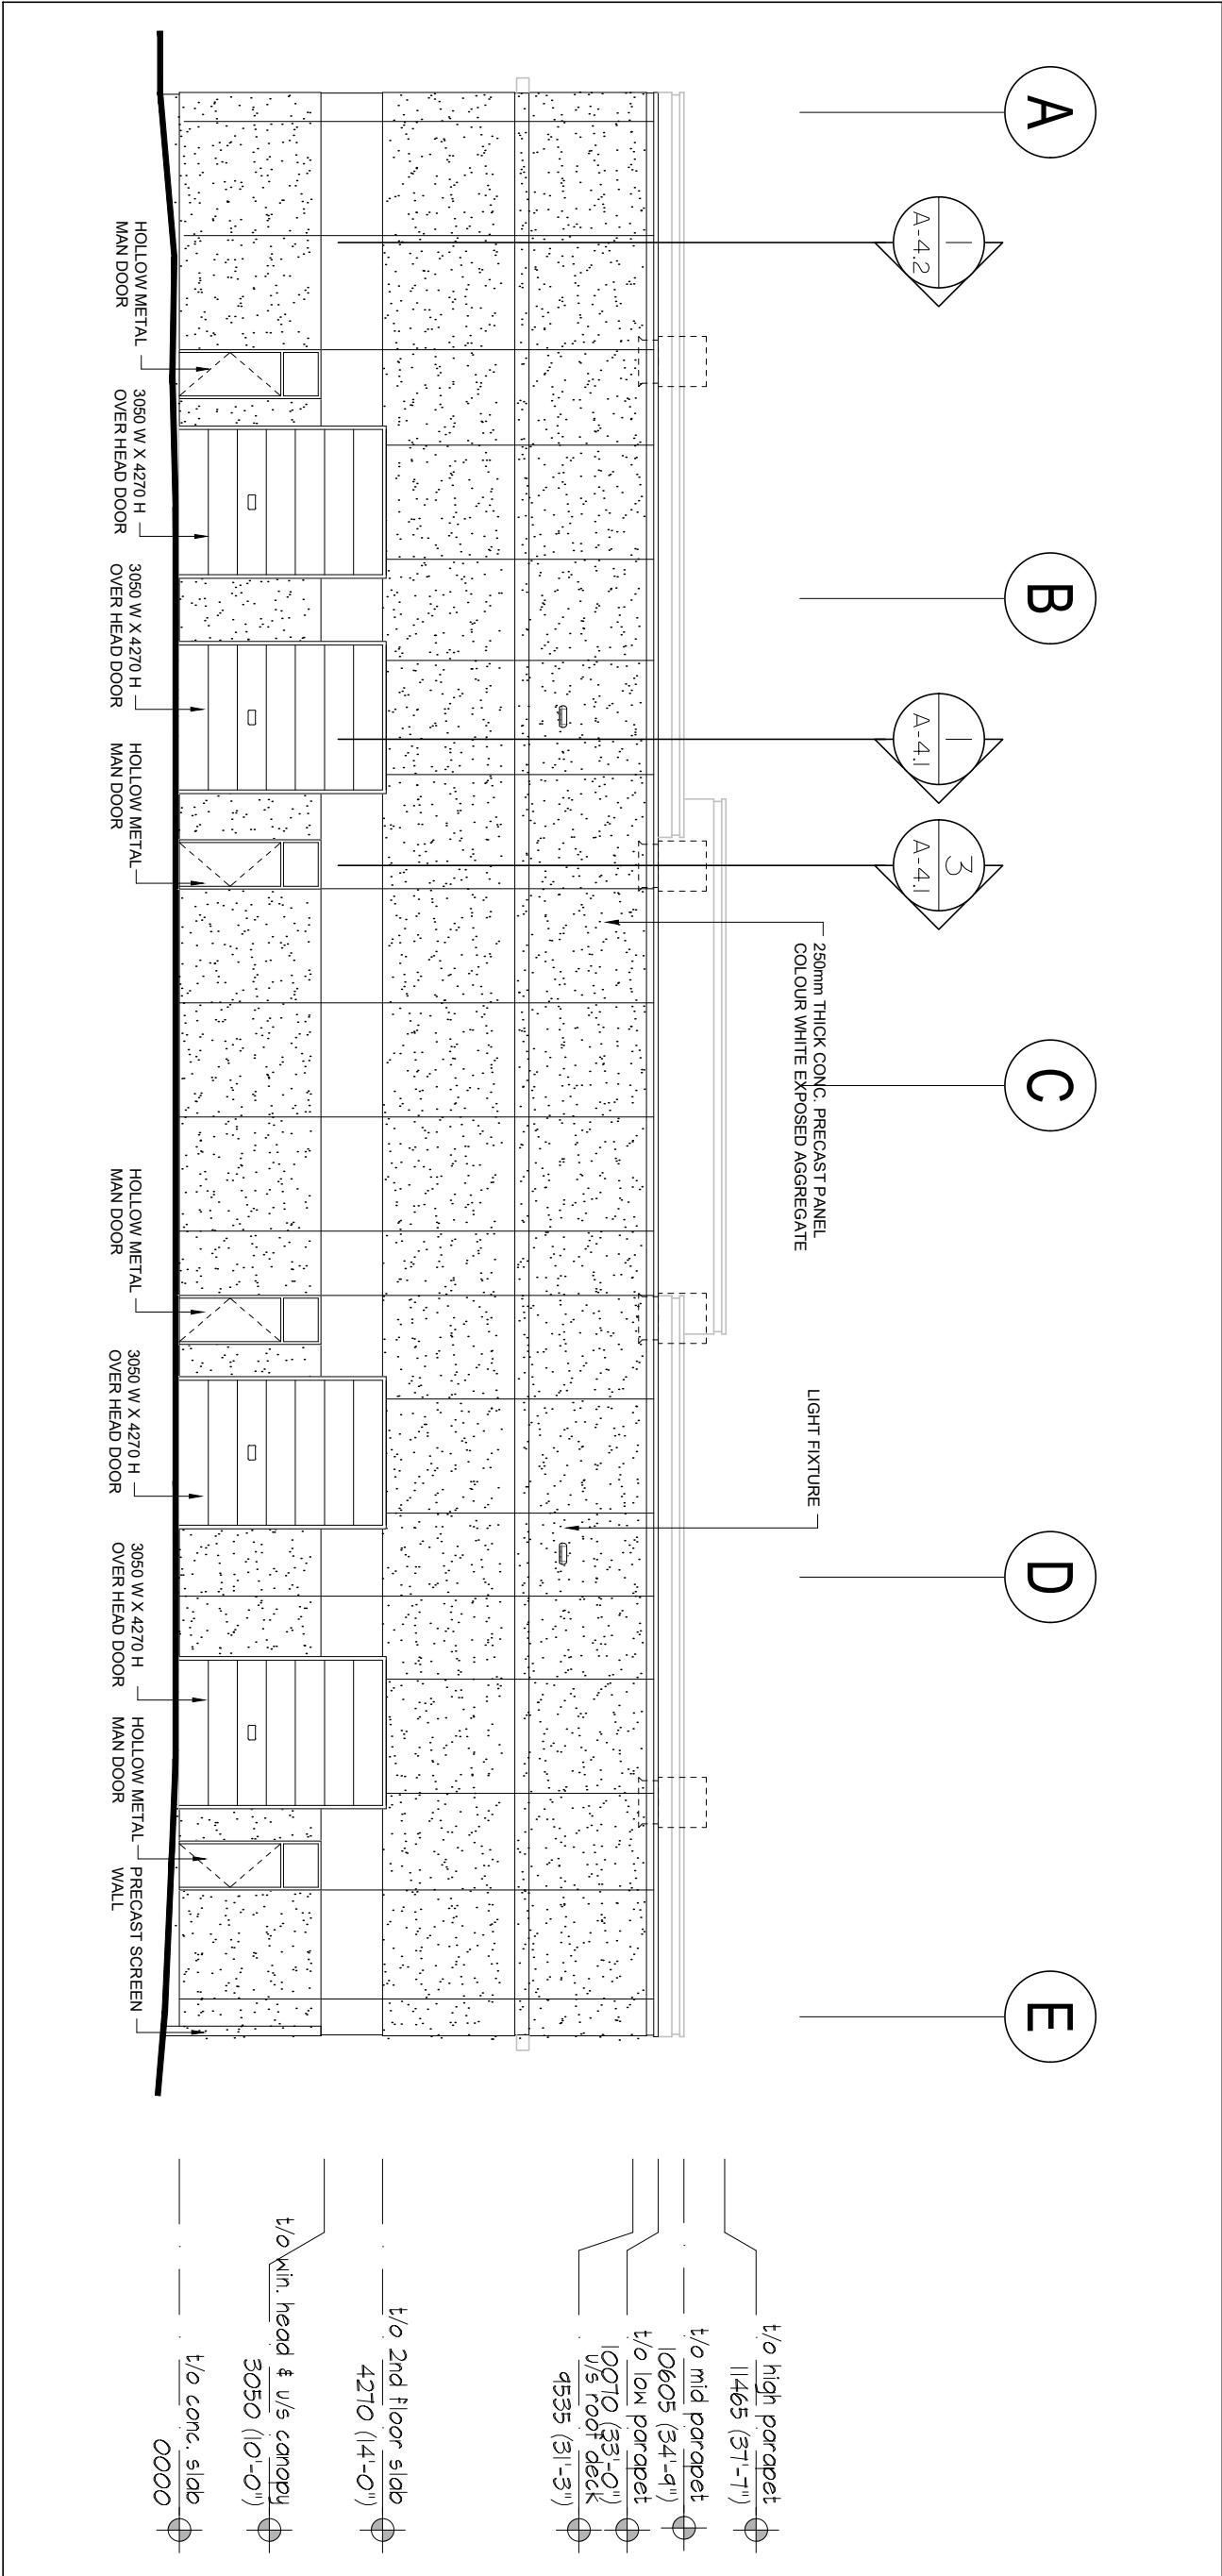 A
B
C
D
E
1
A-4.2
1
A-4.1
3
A-4.1
250mm THICK CONC. PRECAST PANEL
COLOUR WHITE EXPOSED AGGREGATE
LIGHT FIXTURE
t/o high parapet
11465 (37'-7")
t/o mid parapet
10605 (34'-9")
t/o low parapet
10070 (33'-0")
u/s roof deck
9535 (31'-3")
t/o 2nd floor slab
4270 (14'-0")
t/o win. head & u/s canopy
3050 (10'-0")
t/o conc. slab
0000
HOLLOW METAL
MAN DOOR
3050 W X 4270 H
OVER HEAD DOOR
3050 W X 4270 H
OVER HEAD DOOR
HOLLOW METAL
MAN DOOR
HOLLOW METAL
MAN DOOR
3050 W X 4270 H
OVER HEAD DOOR
3050 W X 4270 H
OVER HEAD DOOR
HOLLOW METAL
MAN DOOR
PRECAST SCREEN
WALL